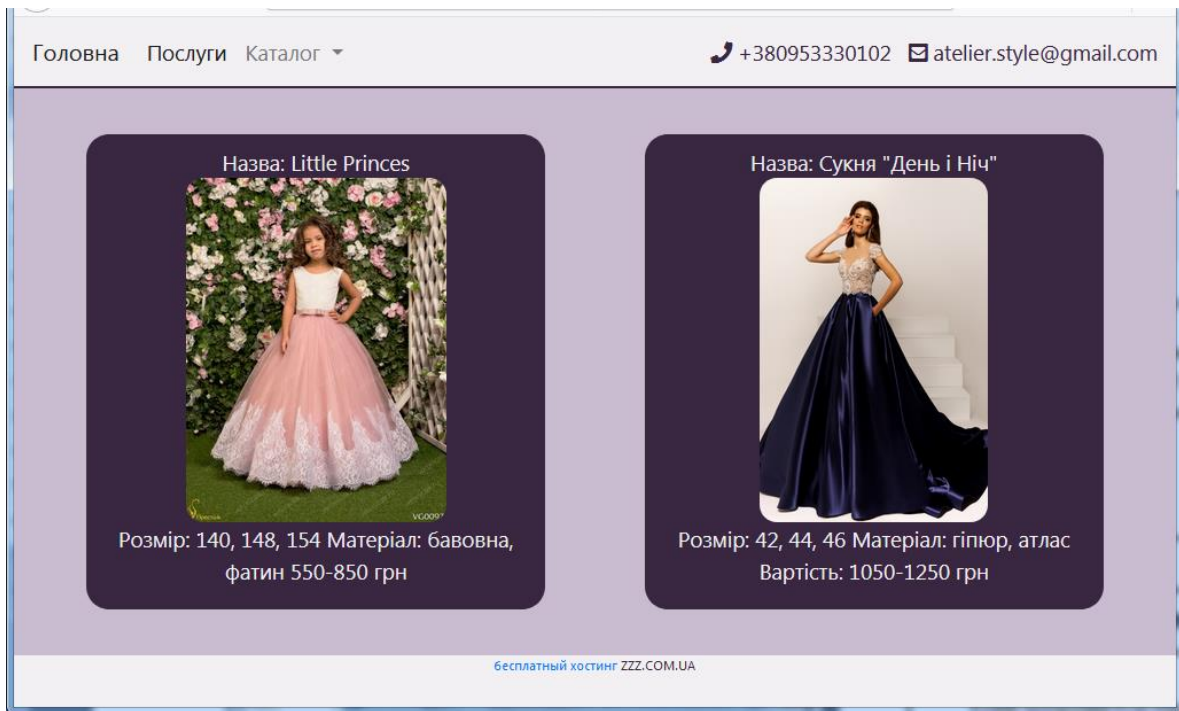 Головна Послуги Каталог +380953330102 atelier.style@gmail.com
Назва: Little Princes
Розмір: 140, 148, 154 Матеріал: бавовна,
фатин 550-850 грн
Назва: Сукня "День і Ніч"
Розмір: 42, 44, 46 Матеріал: гіпюр, атлас
Вартість: 1050-1250 грн
бесплатный хостинг ZZZ.COM.UA